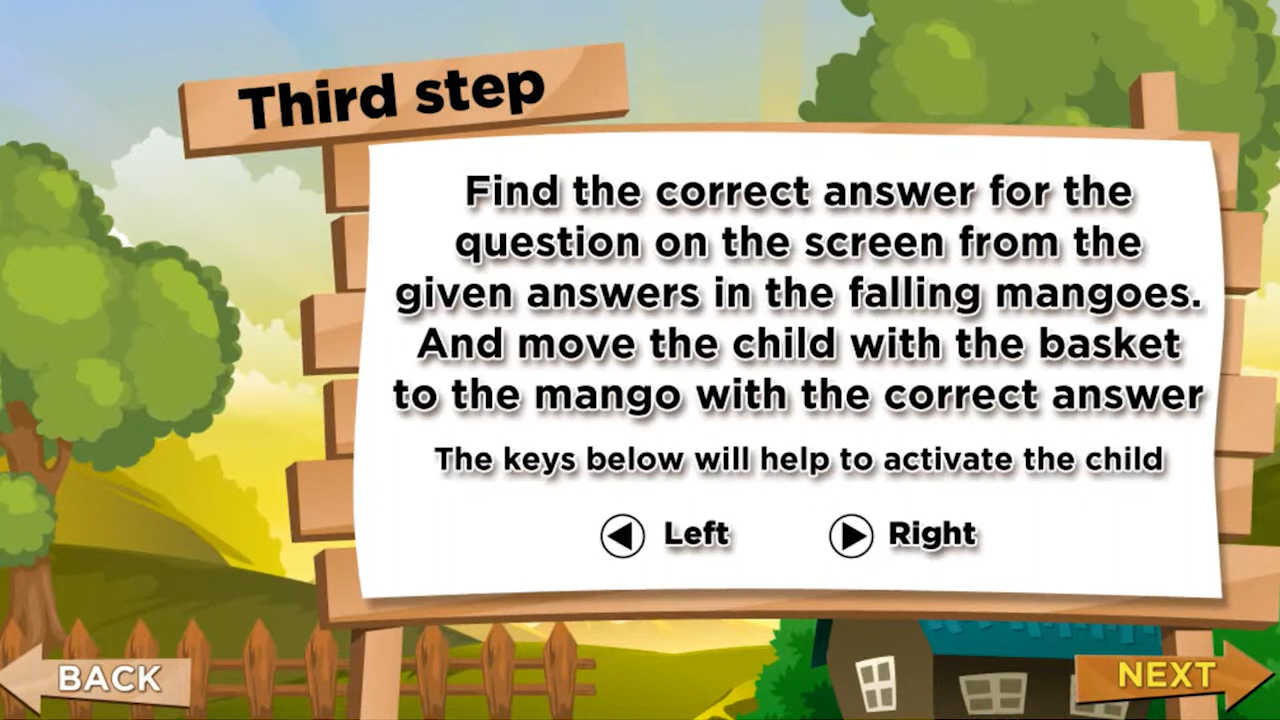 Third step
Find the correct answer for the
question on the screen from the
given answers in the falling mangoes.
And move the child with the basket
to the mango with the correct answer
The keys below will help to activate the child
Left Right
BACK NEXT